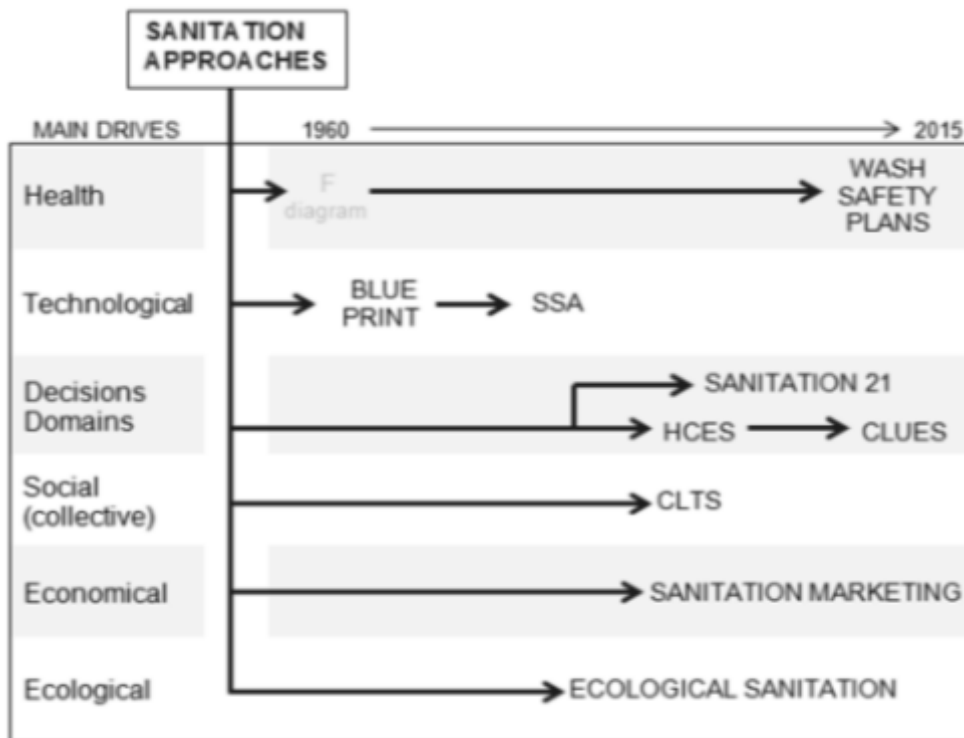 SANITATION
APPROACHES
MAIN DRIVES 1960 2015
Health
F
diagram
WASH
SAFETY
PLANS
Technological
BLUE
PRINT
SSA
Decisions
Domains
SANITATION 21
HCES CLUES
Social
(collective)
CLTS
Economical
SANITATION MARKETING
Ecological
ECOLOGICAL SANITATION